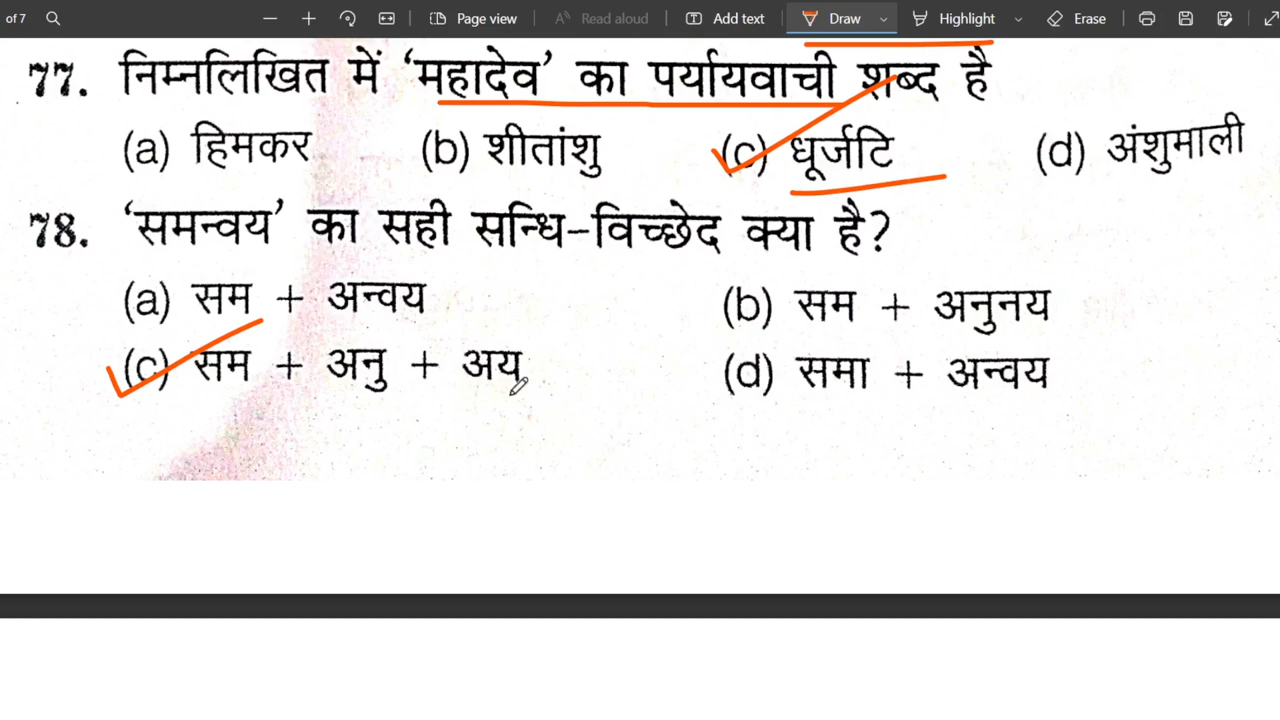 of 7 Page view Read aloud Add text Draw Highlight Erase
77. निम्नलिखित में ‘महादेव’ का पर्यायवाची शब्द है
(a) हिमकर (b) शीतांशु (c) धूर्जटि (d) अंशुमाली
78. ‘समन्वय’ का सही सन्धि-विच्छेद क्या है?
(a) सम + अन्वय (b) सम + अनुनय
(c) सम + अनु + अय (d) समा + अन्वय